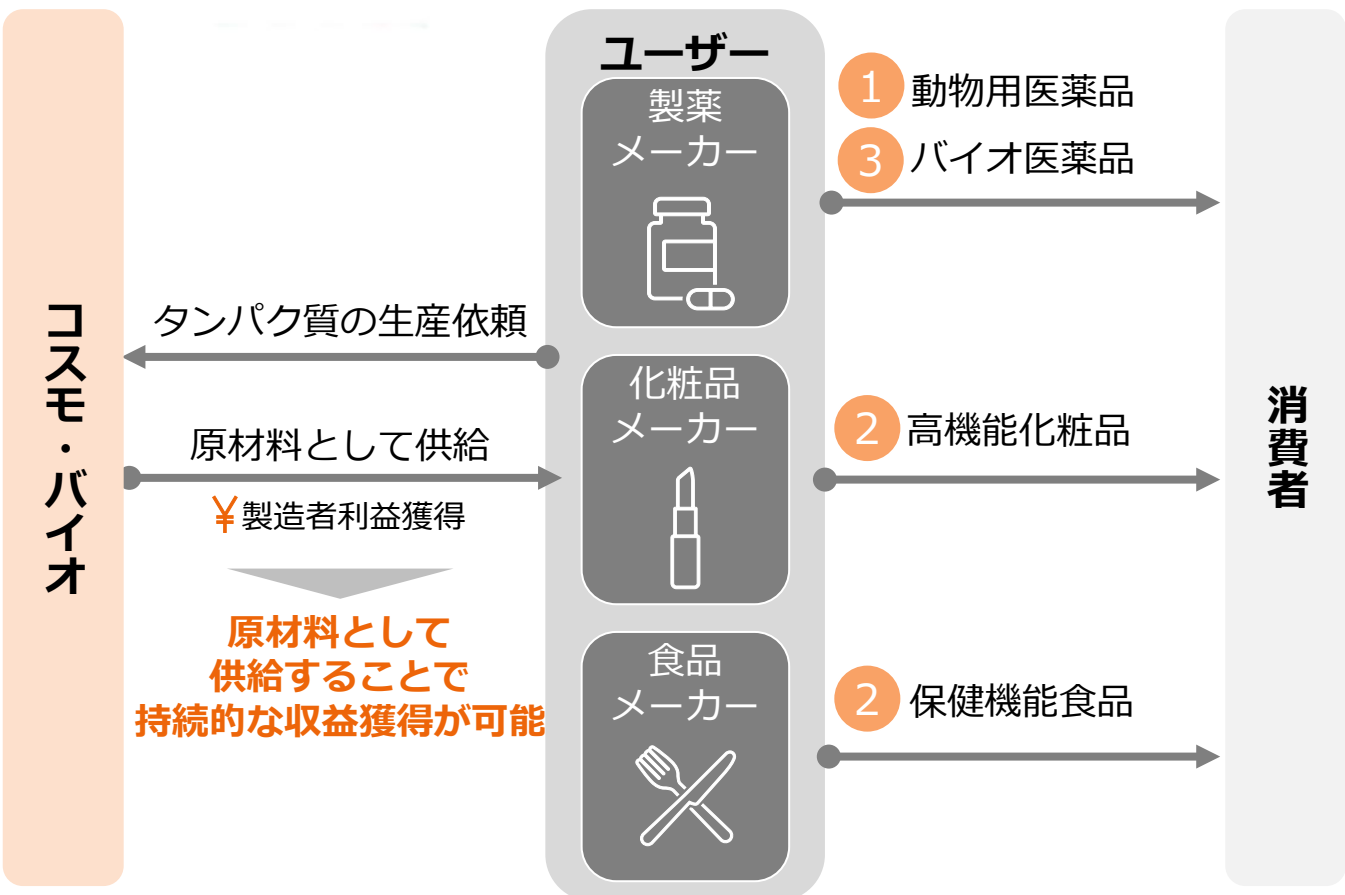 コスモ・バイオ
タンパク質の生産依頼
原材料として供給
¥製造者利益獲得
原材料として
供給することで
持続的な収益獲得が可能
ユーザー
製薬
メーカー
化粧品
メーカー
食品
メーカー
1 動物用医薬品
3 バイオ医薬品
2 高機能化粧品
2 保健機能食品
消費者